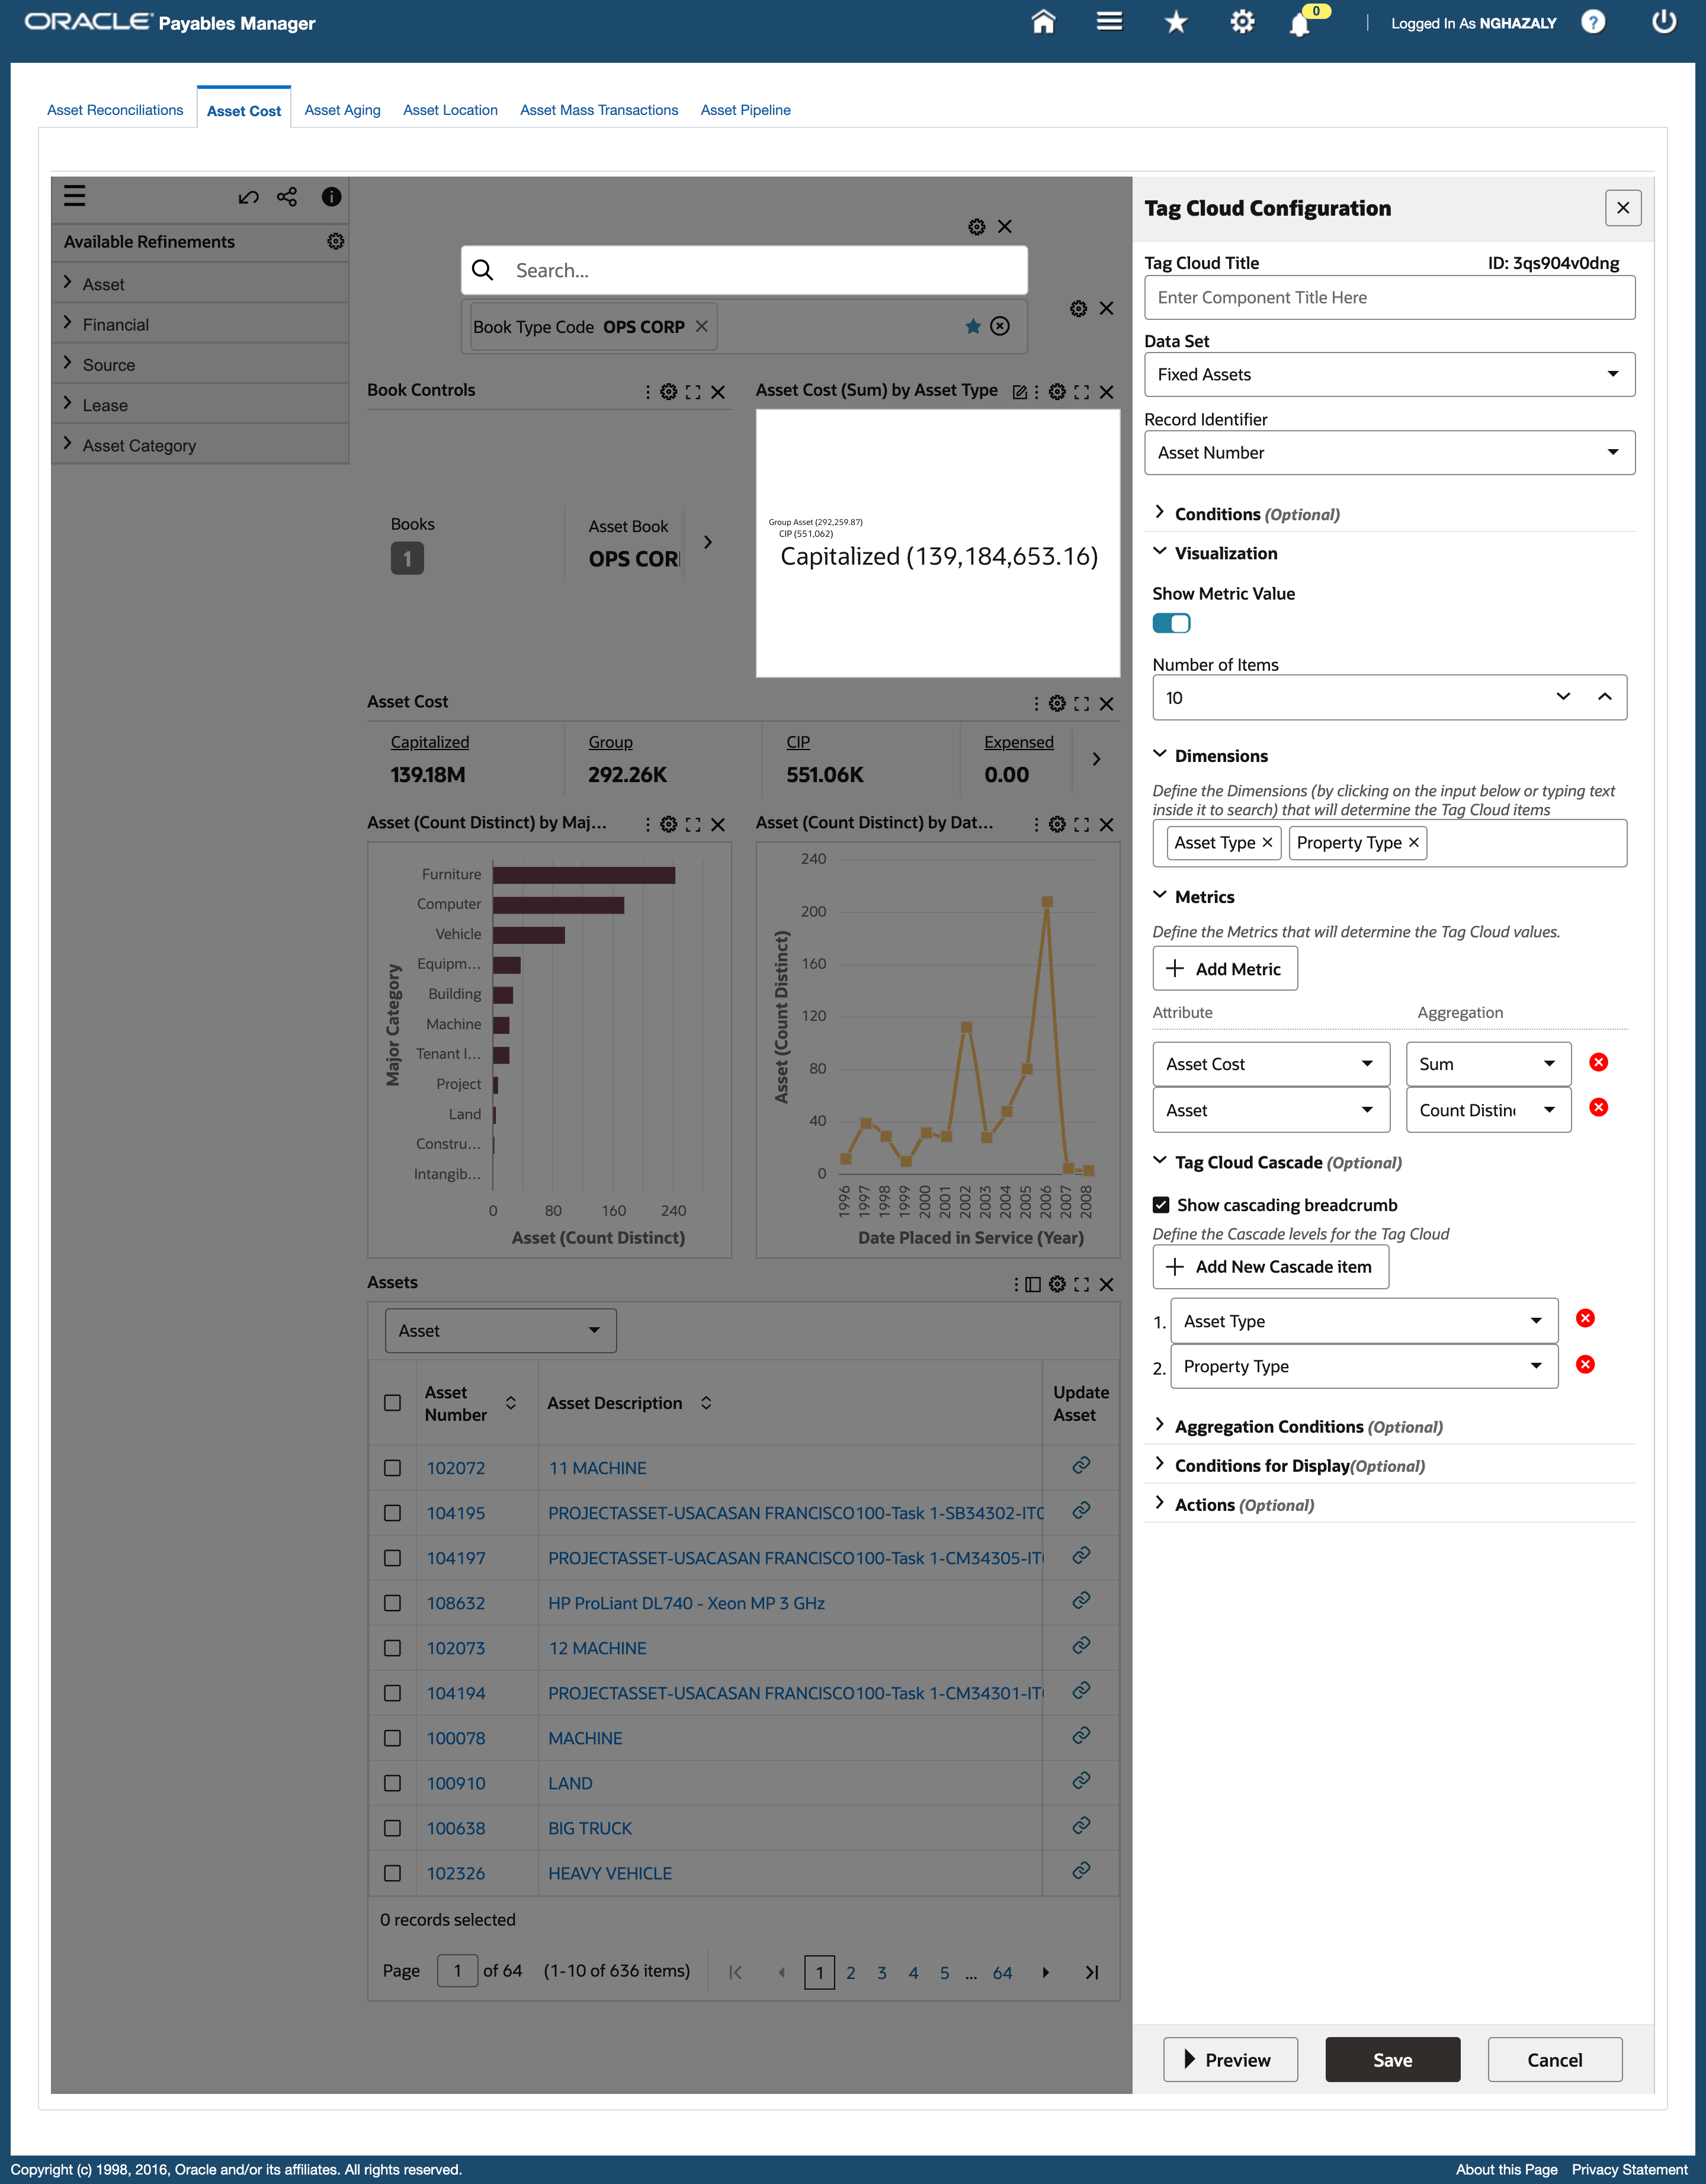 ORACLE Payables Manager
0
Logged In As NGHAZALY
Asset Reconciliations
Asset Cost
Asset Aging
Asset Location
Asset Mass Transactions
Asset Pipeline
Available Refinements
Asset
Financial
Source
Lease
Asset Category
Search...
Book Type Code OPS CORP
Book Controls
Books
1
Asset Book
OPS COR
Asset Cost (Sum) by Asset Type
Group Asset (292,259.87)
CIP (551,062)
Capitalized (139,184,653.16)
Asset Cost
Capitalized
139.18M
Group
292.26K
CIP
551.06K
Expensed
0.00
Asset (Count Distinct) by Maj...
Major Category
Furniture
Computer
Vehicle
Equipm...
Building
Machine
Tenant I...
Project
Land
Constru...
Intangib...
0 80 160 240
Asset (Count Distinct)
Asset (Count Distinct) by Dat...
Asset (Count Distinct)
240
200
160
120
80
40
0
1996 1997 1998 1999 2000 2001 2002 2003 2004 2005 2006 2007 2008
Date Placed in Service (Year)
Assets
Asset
Asset Number
Asset Description
Update Asset
102072 11 MACHINE
104195 PROJECTASSET-USACASAN FRANCISCO100-Task 1-SB34302-ITC
104197 PROJECTASSET-USACASAN FRANCISCO100-Task 1-CM34305-IT
108632 HP ProLiant DL740 - Xeon MP 3 GHz
102073 12 MACHINE
104194 PROJECTASSET-USACASAN FRANCISCO100-Task 1-CM34301-IT
100078 MACHINE
100910 LAND
100638 BIG TRUCK
102326 HEAVY VEHICLE
0 records selected
Page 1 of 64 (1-10 of 636 items) 1 2 3 4 5 ... 64
Tag Cloud Configuration
Tag Cloud Title
ID: 3qs904v0dng
Enter Component Title Here
Data Set
Fixed Assets
Record Identifier
Asset Number
Conditions (Optional)
Visualization
Show Metric Value
Number of Items
10
Dimensions
Define the Dimensions (by clicking on the input below or typing text
inside it to search) that will determine the Tag Cloud items
Asset Type
Property Type
Metrics
Define the Metrics that will determine the Tag Cloud values.
Add Metric
Attribute Aggregation
Asset Cost Sum
Asset Count Distin
Tag Cloud Cascade (Optional)
Show cascading breadcrumb
Define the Cascade levels for the Tag Cloud
Add New Cascade item
1. Asset Type
2. Property Type
Aggregation Conditions (Optional)
Conditions for Display(Optional)
Actions (Optional)
Preview
Save
Cancel
Copyright (c) 1998, 2016, Oracle and/or its affiliates. All rights reserved.
About this Page Privacy Statement